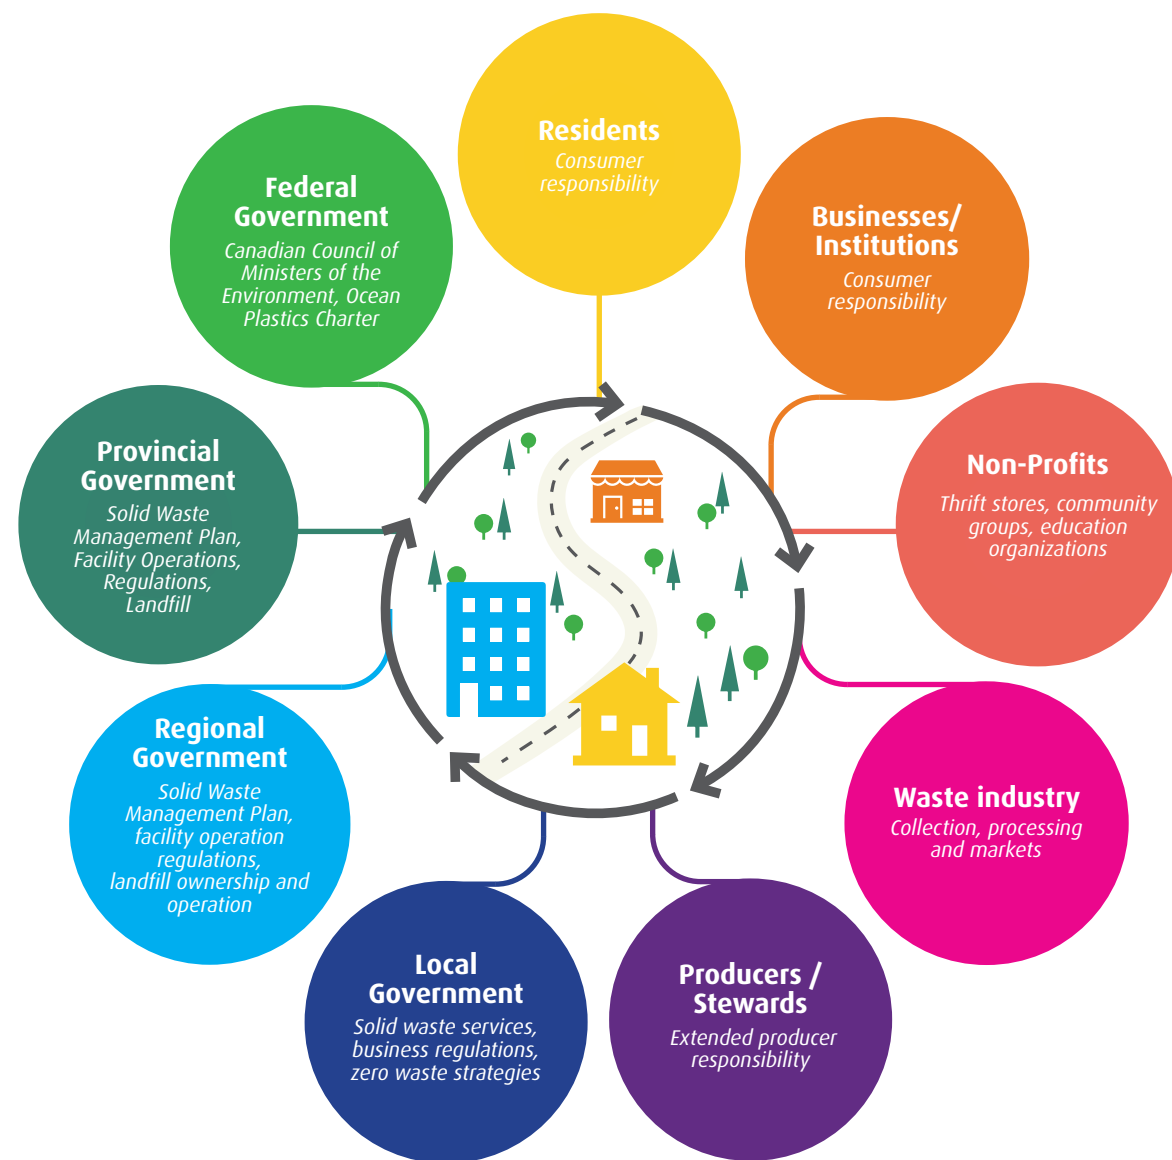 Residents
Consumer
responsibility
Businesses/
Institutions
Consumer
responsibility
Non-Profits
Thrift stores, community
groups, education
organizations
Waste industry
Collection, processing
and markets
Producers /
Stewards
Extended producer
responsibility
Local
Government
Solid waste services,
business regulations,
zero waste strategies
Regional
Government
Solid Waste
Management Plan,
facility operation
regulations,
landfill ownership and
operation
Provincial
Government
Solid Waste
Management Plan,
Facility Operations,
Regulations,
Landfill
Federal
Government
Canadian Council of
Ministers of the
Environment, Ocean
Plastics Charter